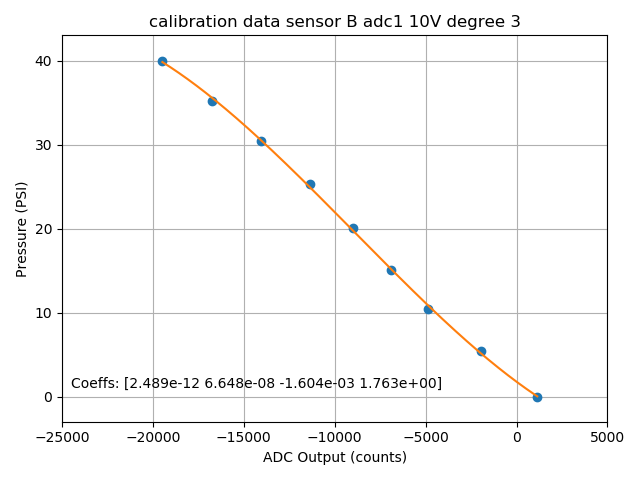 calibration data sensor B adc1 10V degree 3
40
30
20
10
0
Pressure (PSI)
Coeffs: [2.489e-12 6.648e-08 -1.604e-03 1.763e+00]
−25000 −20000 −15000 −10000 −5000 0 5000
ADC Output (counts)